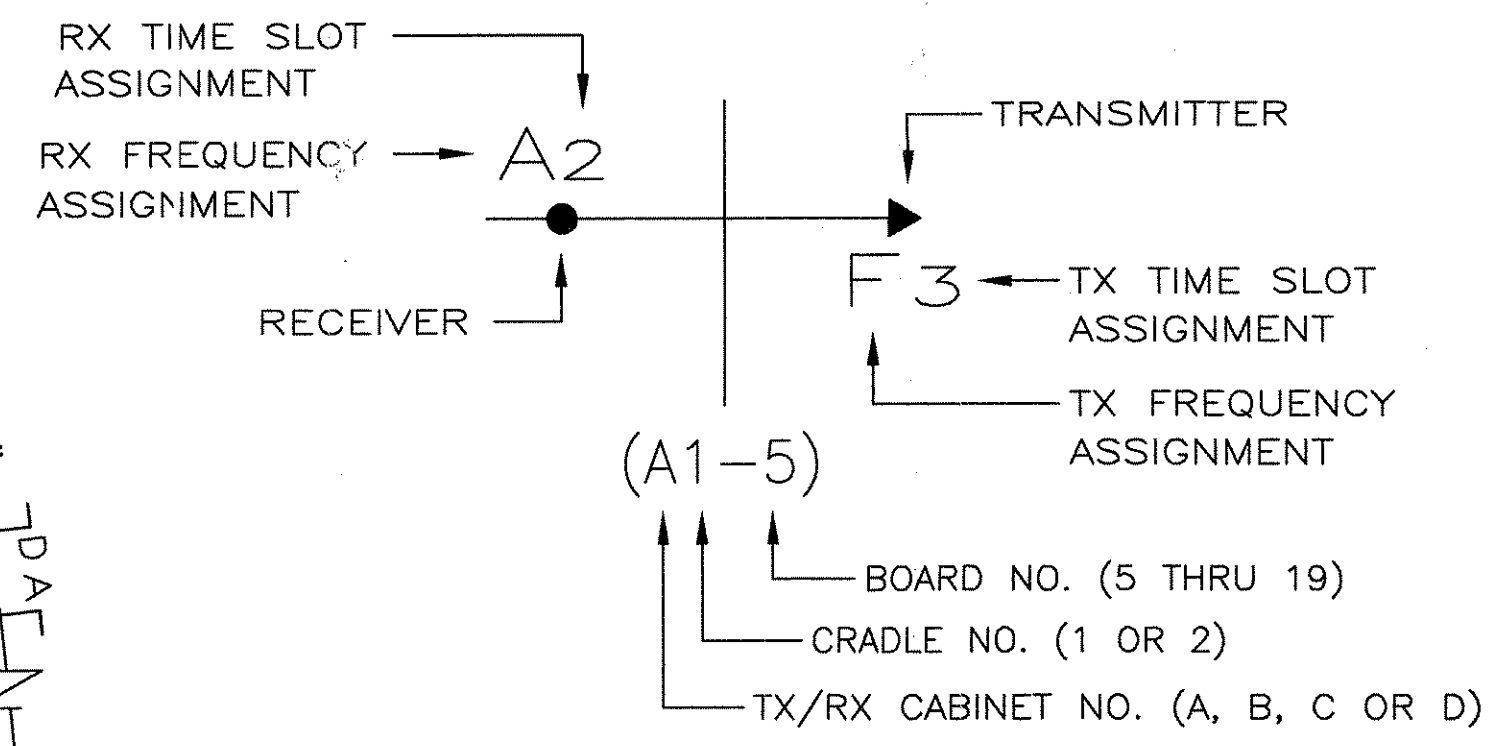 RX TIME SLOT
ASSIGNMENT
RX FREQUENCY
ASSIGNMENT
A2
TRANSMITTER
RECEIVER
F3
TX TIME SLOT
ASSIGNMENT
TX FREQUENCY
ASSIGNMENT
(A1-5)
BOARD NO. (5 THRU 19)
CRADLE NO. (1 OR 2)
TX/RX CABINET NO. (A, B, C OR D)